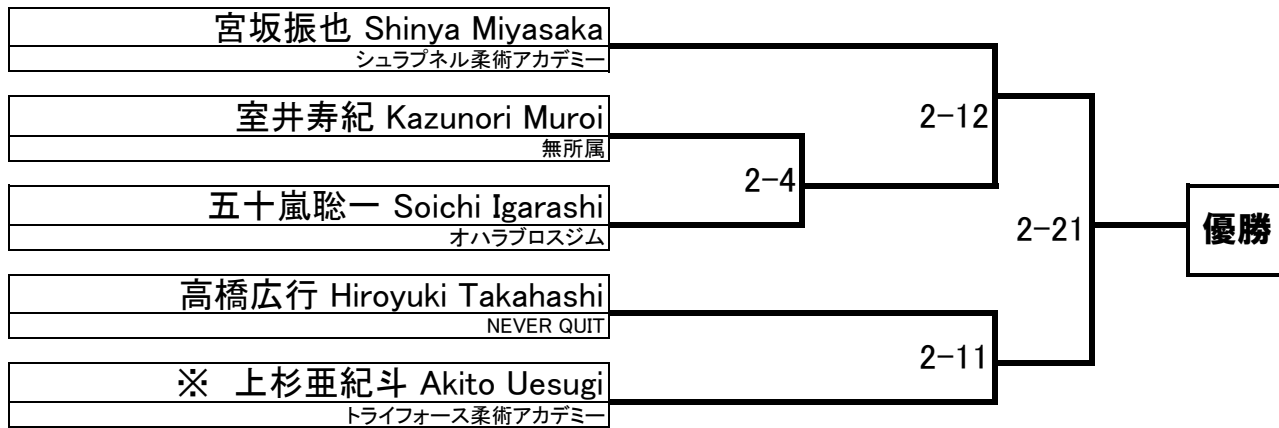 宮坂振也 Shinya Miyasaka
シュラプネル柔術アカデミー
室井寿紀 Kazunori Muroi
無所属
五十嵐聡一 Soichi Igarashi
オハラブロスジム
高橋広行 Hiroyuki Takahashi
NEVER QUIT
※ 上杉亜紀斗 Akito Uesugi
トライフォース柔術アカデミー
2-4
2-12
2-11
2-21
優勝